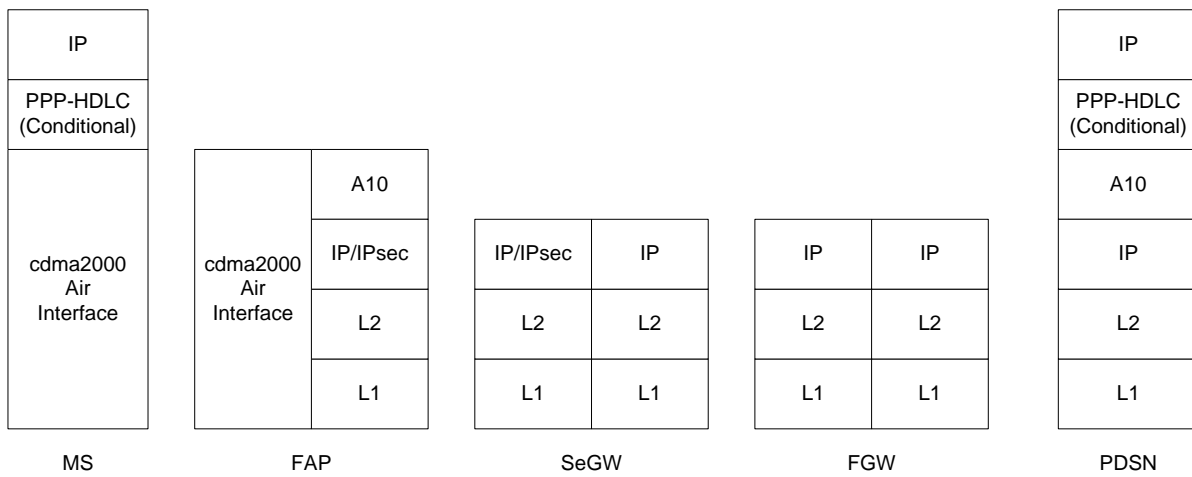 IP
PPP-HDLC
(Conditional)
cdma2000
Air
Interface
MS
cdma2000
Air
Interface
A10
IP/IPsec
L2
L1
FAP
IP/IPsec
IP
L2
L2
L1
L1
SeGW
IP
IP
L2
L2
L1
L1
FGW
IP
PPP-HDLC
(Conditional)
A10
IP
L2
L1
PDSN